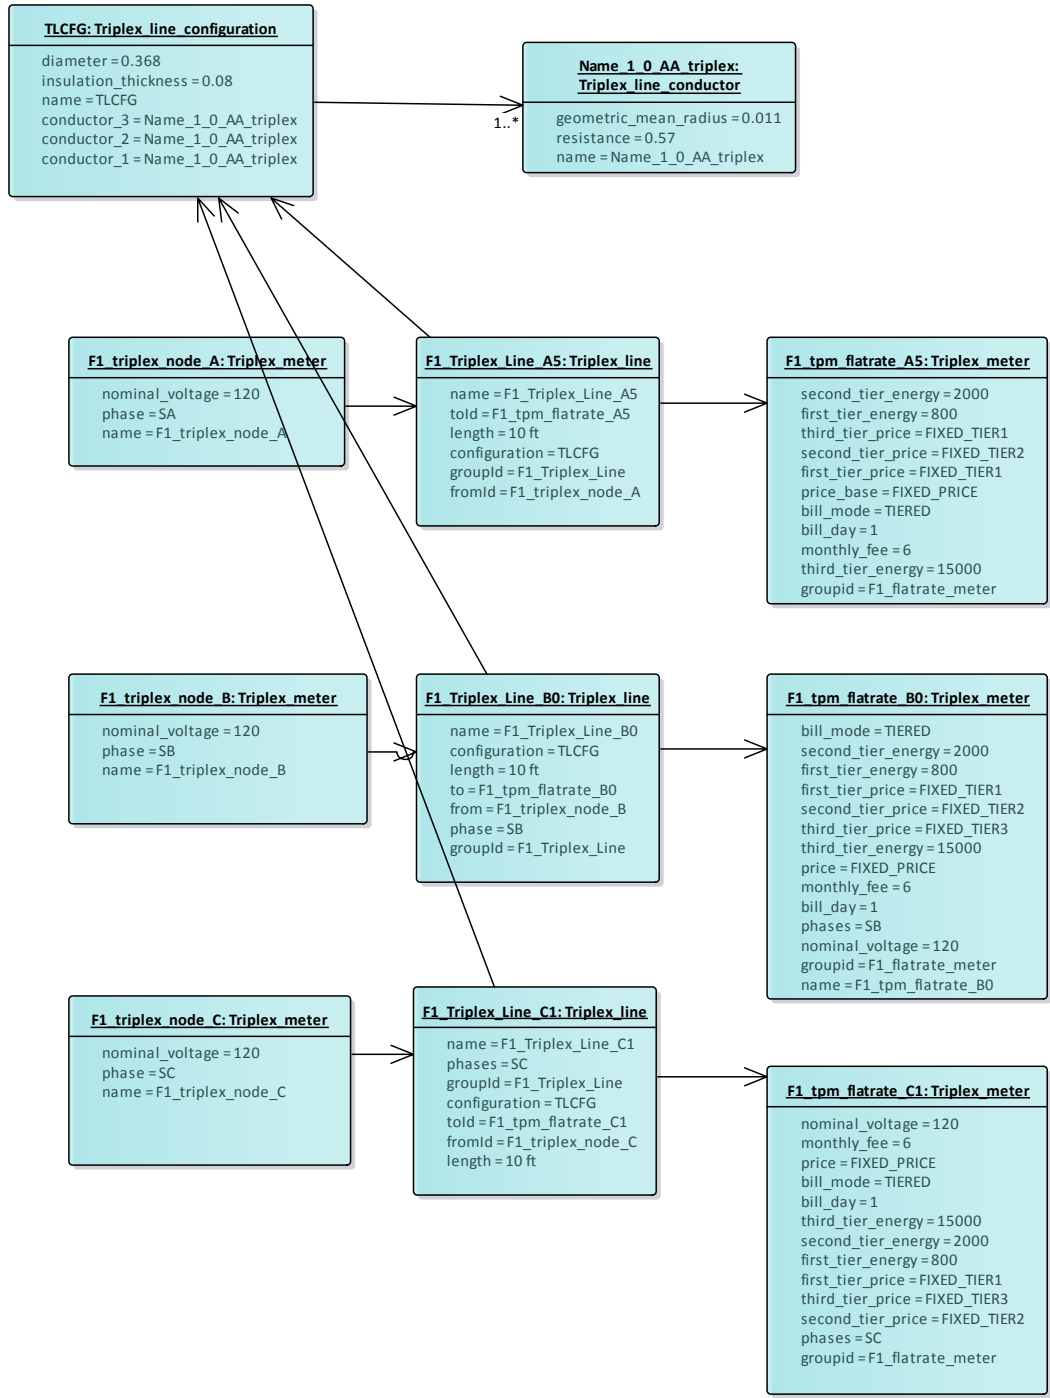 TLCFG: Triplex_line_configuration
diameter = 0.368
insulation_thickness = 0.08
name = TLCFG
conductor_3 = Name_1_0_AA_triplex
conductor_2 = Name_1_0_AA_triplex
conductor_1 = Name_1_0_AA_triplex
1..*
Name_1_0_AA_triplex:
Triplex_line_conductor
geometric_mean_radius = 0.011
resistance = 0.57
name = Name_1_0_AA_triplex
F1_triplex_node_A: Triplex_meter
nominal_voltage = 120
phase = SA
name = F1_triplex_node_A
F1_Triplex_Line_A5: Triplex_line
name = F1_Triplex_Line_A5
toId = F1_tpm_flatrate_A5
length = 10 ft
configuration = TLCFG
groupId = F1_Triplex_Line
fromId = F1_triplex_node_A
F1_tpm_flatrate_A5: Triplex_meter
second_tier_energy = 2000
first_tier_energy = 800
third_tier_price = FIXED_TIER1
second_tier_price = FIXED_TIER2
first_tier_price = FIXED_TIER1
price_base = FIXED_PRICE
bill_mode = TIERED
bill_day = 1
monthly_fee = 6
third_tier_energy = 15000
groupid = F1_flatrate_meter
F1_triplex_node_B: Triplex_meter
nominal_voltage = 120
phase = SB
name = F1_triplex_node_B
F1_Triplex_Line_B0: Triplex_line
name = F1_Triplex_Line_B0
configuration = TLCFG
length = 10 ft
to = F1_tpm_flatrate_B0
from = F1_triplex_node_B
phase = SB
groupId = F1_Triplex_Line
F1_tpm_flatrate_B0: Triplex_meter
bill_mode = TIERED
second_tier_energy = 2000
first_tier_energy = 800
first_tier_price = FIXED_TIER1
second_tier_price = FIXED_TIER2
third_tier_price = FIXED_TIER3
third_tier_energy = 15000
price = FIXED_PRICE
monthly_fee = 6
bill_day = 1
phases = SB
nominal_voltage = 120
groupid = F1_flatrate_meter
name = F1_tpm_flatrate_B0
F1_triplex_node_C: Triplex_meter
nominal_voltage = 120
phase = SC
name = F1_triplex_node_C
F1_Triplex_Line_C1: Triplex_line
name = F1_Triplex_Line_C1
phases = SC
groupId = F1_Triplex_Line
configuration = TLCFG
toId = F1_tpm_flatrate_C1
fromId = F1_triplex_node_C
length = 10 ft
F1_tpm_flatrate_C1: Triplex_meter
nominal_voltage = 120
monthly_fee = 6
price = FIXED_PRICE
bill_mode = TIERED
bill_day = 1
third_tier_energy = 15000
second_tier_energy = 2000
first_tier_energy = 800
first_tier_price = FIXED_TIER1
third_tier_price = FIXED_TIER3
second_tier_price = FIXED_TIER2
phases = SC
groupid = F1_flatrate_meter